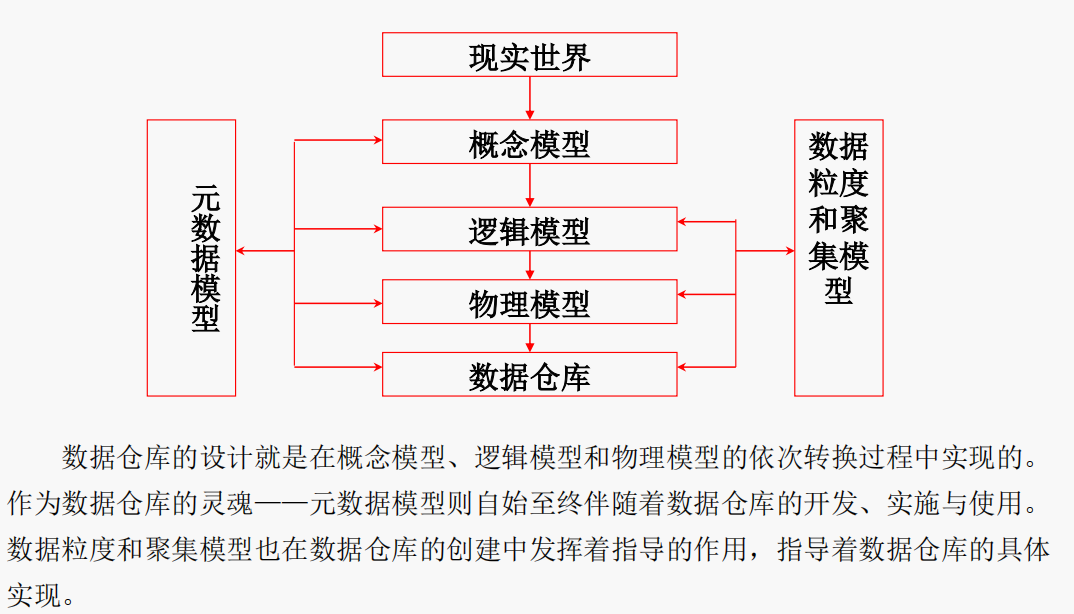 现实世界
概念模型
逻辑模型
物理模型
数据仓库
元数据模型
数据
粒度
和聚
集模
型
数据仓库的设计就是在概念模型、逻辑模型和物理模型的依次转换过程中实现的。
作为数据仓库的灵魂——元数据模型则自始至终伴随着数据仓库的开发、实施与使用。
数据粒度和聚集模型也在数据仓库的创建中发挥着指导的作用，指导着数据仓库的具体
实现。